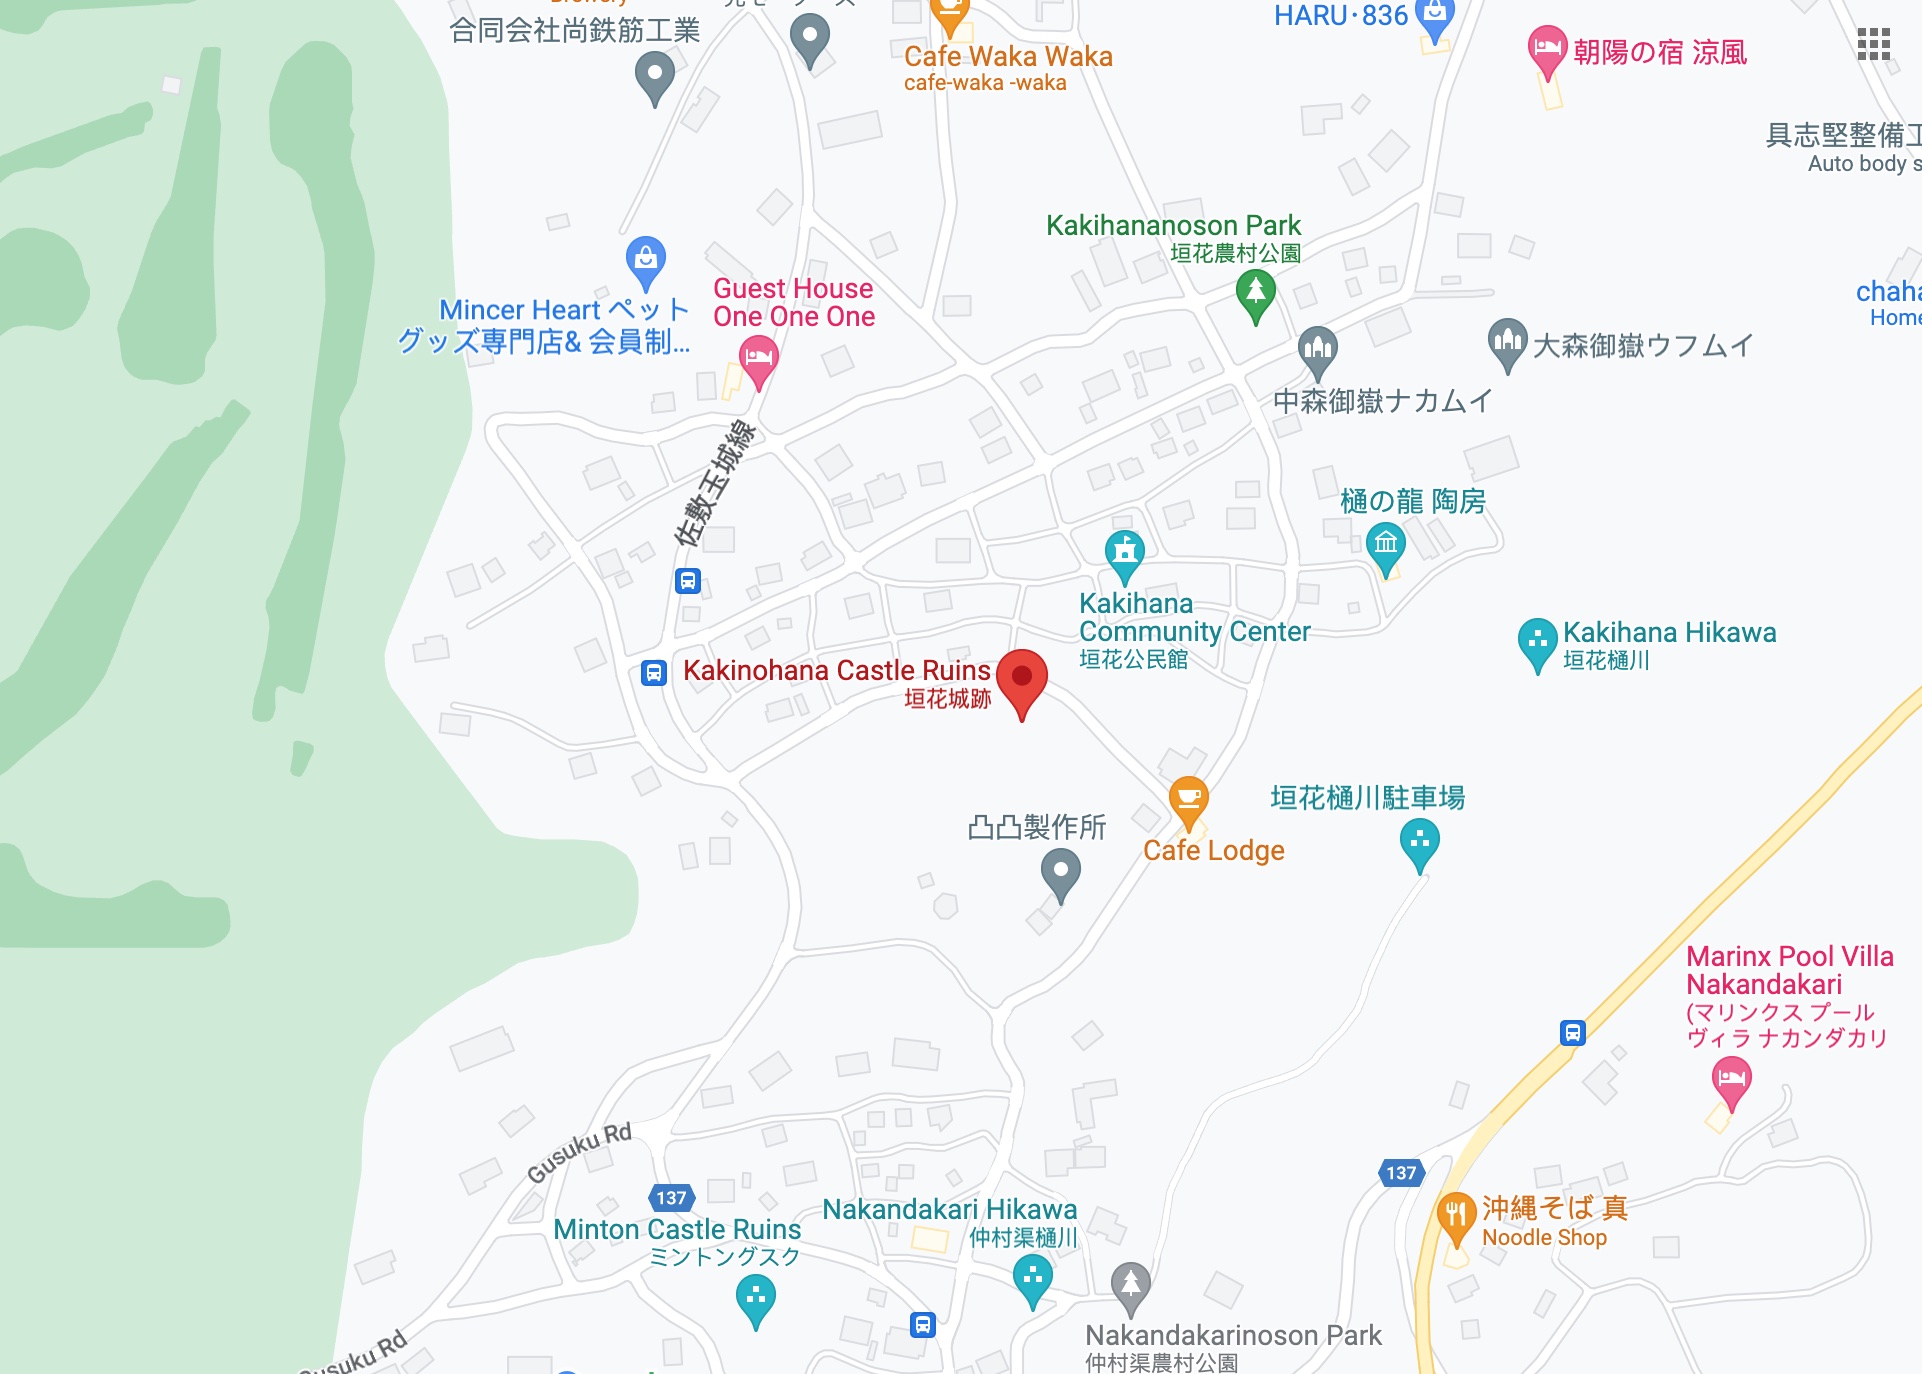 合同会社尚鉄筋工業
Cafe Waka Waka
cafe-waka -waka
HARU･836
朝陽の宿 涼風
具志堅整備工
Auto body s
Kakihananoson Park
垣花農村公園
Mincer Heart ペット
グッズ専門店& 会員制...
Guest House
One One One
chaha
Home
大森御嶽ウフムイ
中森御嶽ナカムイ
佐敷玉城線
樋の龍 陶房
Kakihana
Community Center
垣花公民館
Kakihana Hikawa
垣花樋川
Kakinohana Castle Ruins
垣花城跡
垣花樋川駐車場
凸凸製作所
Cafe Lodge
Marinx Pool Villa
Nakandakari
(マリンクス プール
ヴィラ ナカンダカリ
Gusuku Rd
137
137
Minton Castle Ruins
ミントングスク
Nakandakari Hikawa
仲村渠樋川
沖縄そば 真
Noodle Shop
Nakandakarinoson Park
仲村渠農村公園
Gusuku Rd